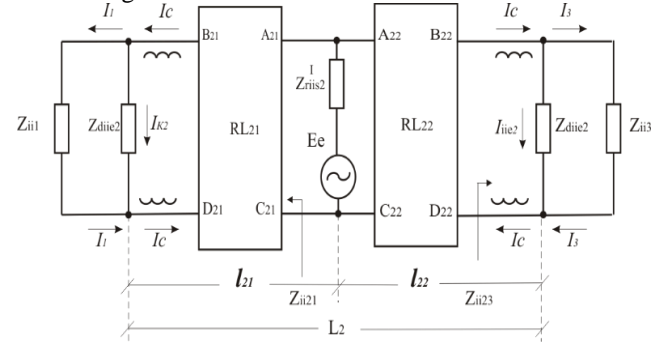 I1 Ic Ic I3
B21 A21 A22 B22
I
Zriis2
Zii1 Zdiie2 IK2 RL21 Ee RL22 Iiie2 Zdiie2 Zii3
D21 C21 C22 D22
I1 Ic Ic I3
l21 l22
Zii21 Zii23
L2